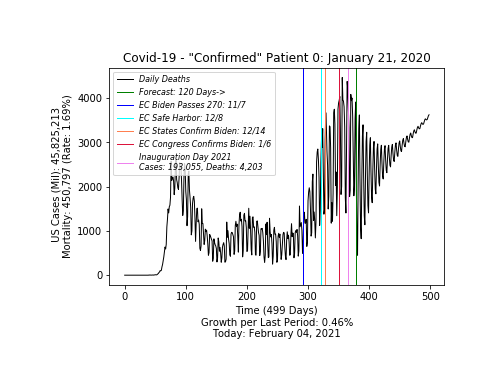 Covid-19 - "Confirmed" Patient 0: January 21, 2020
US Cases (Mil): 45,825,213
Mortality: 450,797 (Rate: 1.69%)
4000
3000
2000
1000
0
Daily Deaths
Forecast: 120 Days->
EC Biden Passes 270: 11/7
EC Safe Harbor: 12/8
EC States Confirm Biden: 12/14
EC Congress Confirms Biden: 1/6
Inauguration Day 2021
Cases: 193,055, Deaths: 4,203
0 100 200 300 400 500
Time (499 Days)
Growth per Last Period: 0.46%
Today: February 04, 2021